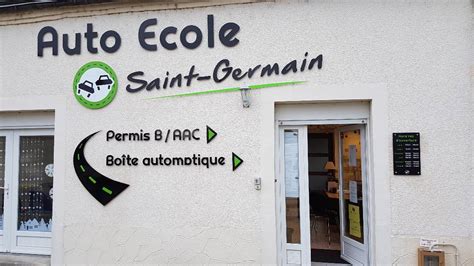 Auto Ecole
Saint-Germain
Permis B / AAC
Boîte automatique